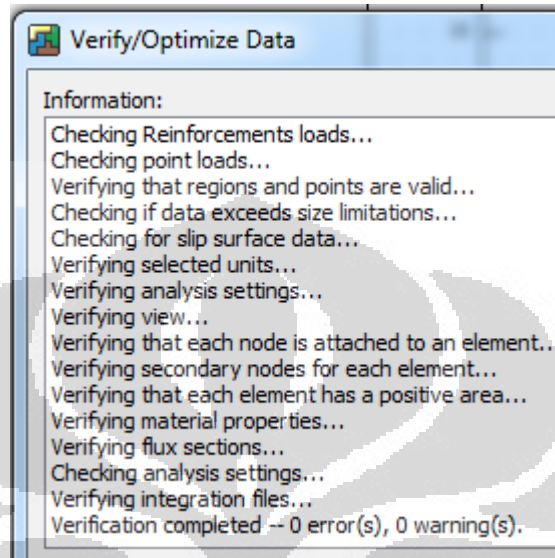 Verify/Optimize Data
Information:
Checking Reinforcements loads...
Checking point loads...
Verifying that regions and points are valid...
Checking if data exceeds size limitations...
Checking for slip surface data...
Verifying selected units...
Verifying analysis settings...
Verifying view...
Verifying that each node is attached to an element...
Verifying secondary nodes for each element...
Verifying that each element has a positive area...
Verifying material properties...
Verifying flux sections...
Checking analysis settings...
Verifying integration files...
Verification completed -- 0 error(s), 0 warning(s).